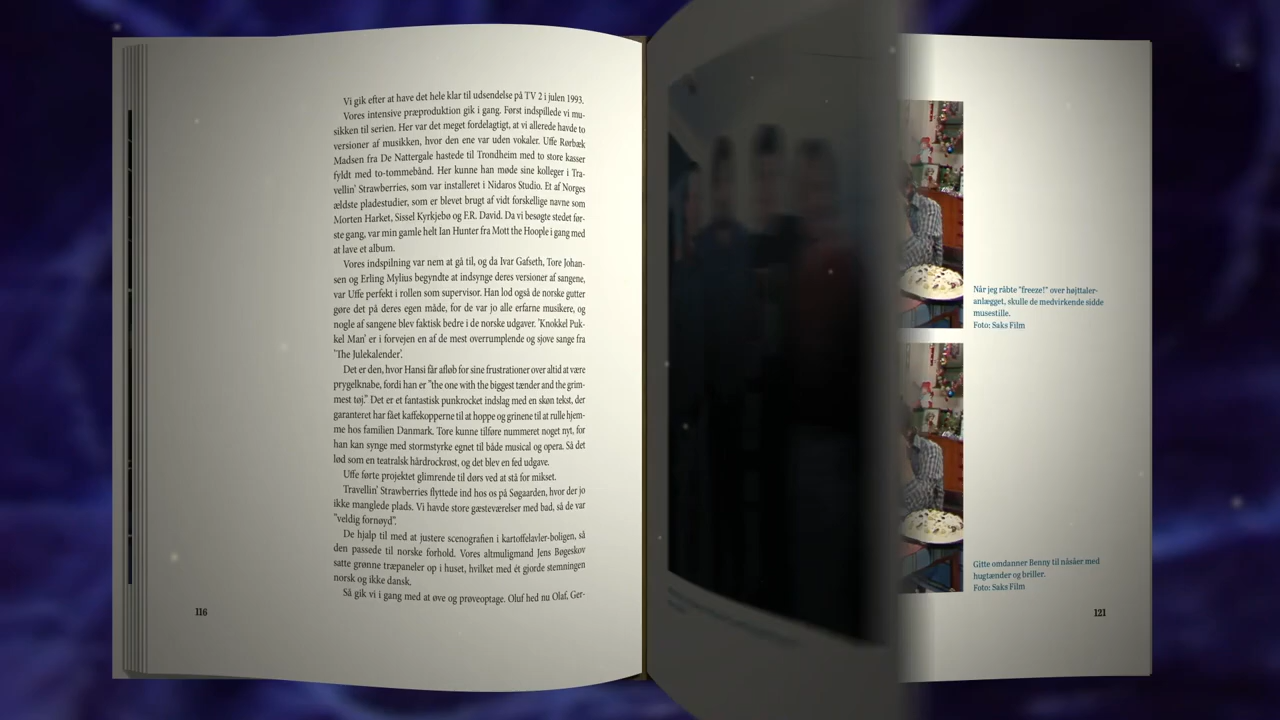 Vi gik efter at have det hele klar til udsendelse på TV 2 i julen 1993.
Vores intensive præproduktion gik i gang. Først indspillede vi mu-
sikken til serien. Her var det meget fordelagtigt, at vi allerede havde to
versioner af musikken, hvor den ene var uden vokaler. Uffe Rørbæk
Madsen fra De Nattergale hastede til Trondheim med to store kasser
fyldt med to-tommebånd. Her kunne han møde sine kolleger i Tra-
vellin' Strawberries, som var installeret i Nidaros Studio. Et af Norges
ældste pladestudier, som er blevet brugt af vidt forskellige navne som
Morten Harket, Sissel Kyrkjebø og F.R. David. Da vi besøgte stedet før-
ste gang, var min gamle helt Ian Hunter fra Mott the Hoople i gang med
at lave et album.
Vores indspilning var nem at gå til, og da Ivar Gafseth, Tore Johan-
sen og Erling Mylius begyndte at indsynge deres versioner af sangene,
var Uffe perfekt i rollen som supervisor. Han lod også de norske gutter
gøre det på deres egen måde, for de var jo alle erfarne musikere, og
nogle af sangene blev faktisk bedre i de norske udgaver. 'Knokkel Puk-
kel Man' er i forvejen en af de mest overrumplende og sjove sange fra
'The Julekalender'.
Det er den, hvor Hansi får afløb for sine frustrationer over altid at være
prygelknabe, fordi han er "the one with the biggest tænder and the grim-
mest tøj." Det er et fantastisk punkrocket indslag med en skøn tekst, der
garanteret har fået kaffekopperne til at hoppe og grinene til at rulle hjem-
me hos familien Danmark. Tore kunne tilføre nummeret noget nyt, for
han kan synge med stormstyrke egnet til både musical og opera. Så det
lød som en teatralsk hårdrockrøst, og det blev en fed udgave.
Uffe førte projektet glimrende til dørs ved at stå for mikset.
Travellin' Strawberries flyttede ind hos os på Søgaarden, hvor der jo
ikke manglede plads. Vi havde store gæsteværelser med bad, så de var
"veldig fornøyd".
De hjalp til med at justere scenografien i kartoffelavler-boligen, så
den passede til norske forhold. Vores altmuligmand Jens Bøgeskov
satte grønne træpaneler op i huset, hvilket med ét gjorde stemningen
norsk og ikke dansk.
Så gik vi i gang med at øve og prøveoptage. Oluf hed nu Olaf, Ger-
116
Når jeg råbte "freeze!" over højttaler-
anlægget, skulle de medvirkende sidde
musestille.
Foto: Saks Film
Gitte omdanner Benny til nåsåer med
hugtænder og briller.
Foto: Saks Film
121